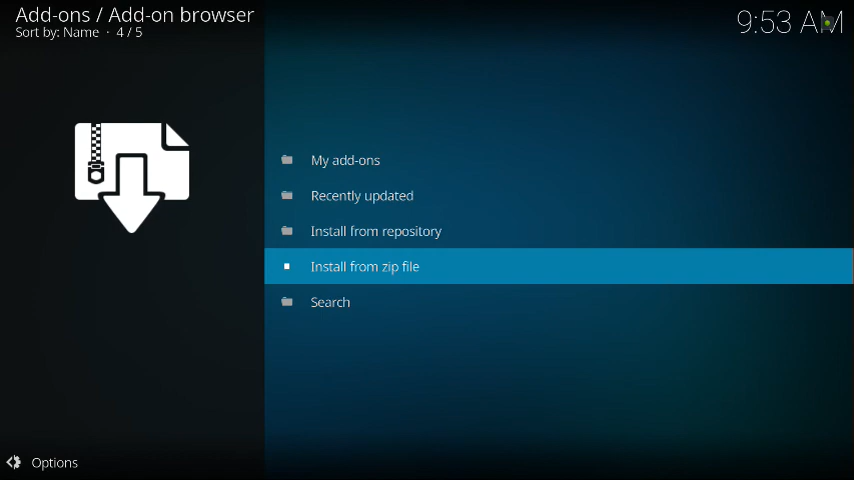 Add-ons / Add-on browser
Sort by: Name · 4 / 5
9:53 AM
My add-ons
Recently updated
Install from repository
Install from zip file
Search
Options